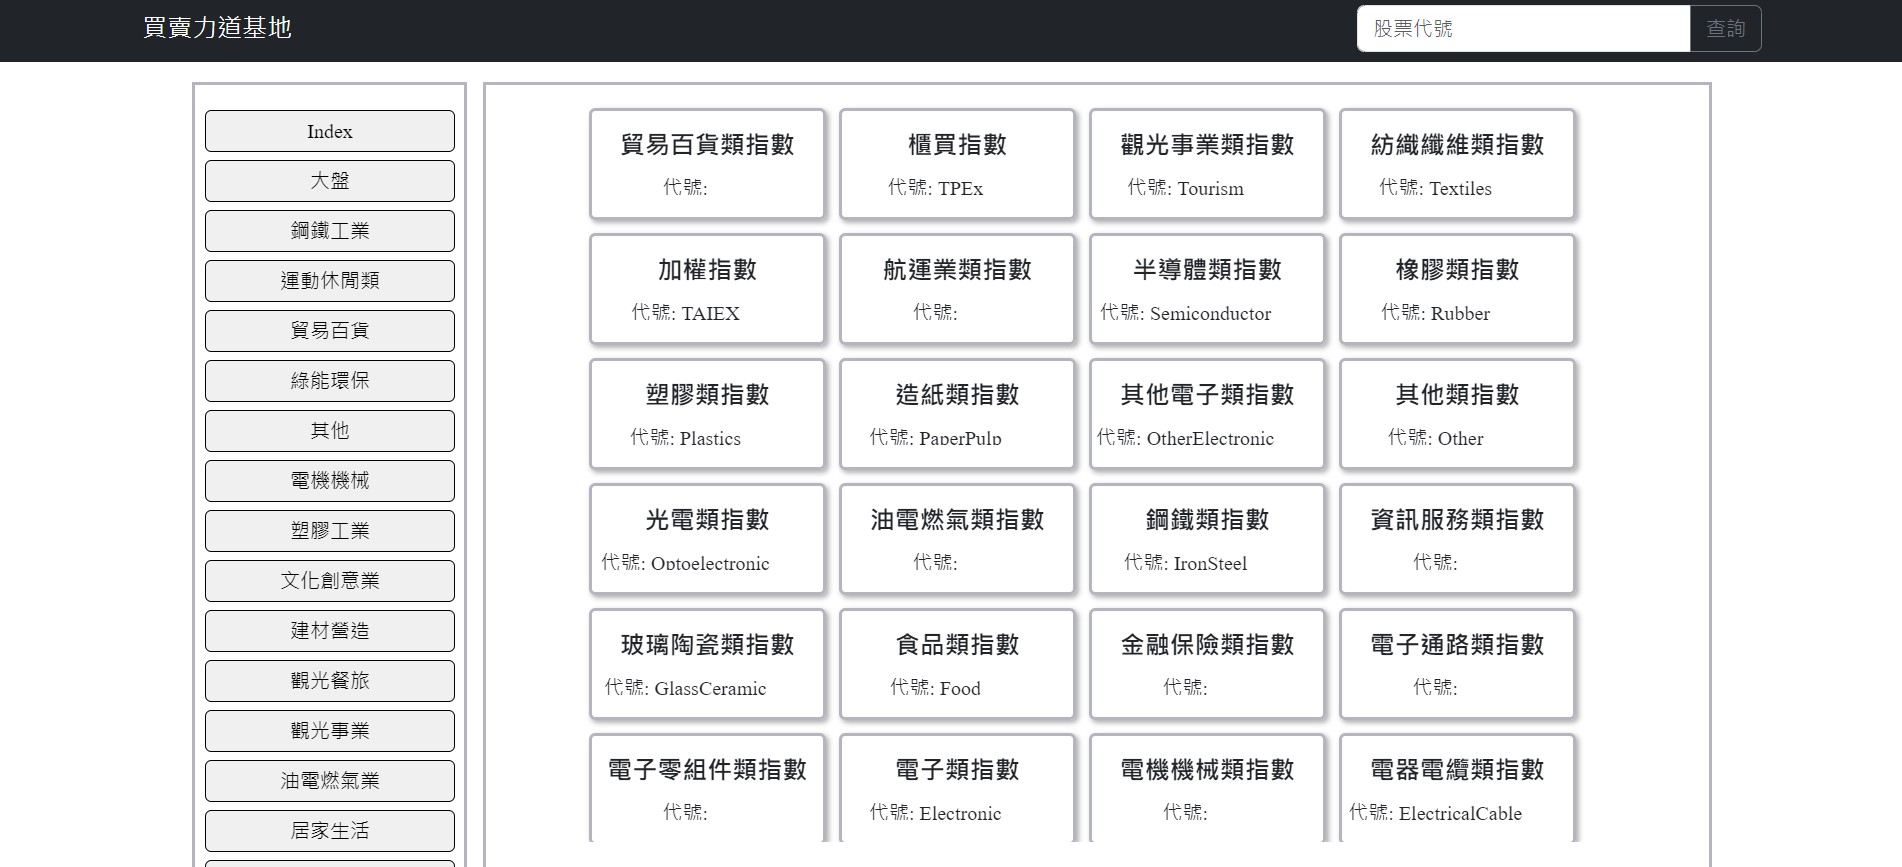 買賣力道基地
股票代號
查詢
Index
大盤
鋼鐵工業
運動休閒類
貿易百貨
綠能環保
其他
電機機械
塑膠工業
文化創意業
建材營造
觀光餐旅
觀光事業
油電燃氣業
居家生活
貿易百貨類指數
代號:
櫃買指數
代號: TPEx
觀光事業類指數
代號: Tourism
紡織纖維類指數
代號: Textiles
加權指數
代號: TAIEX
航運業類指數
代號:
半導體類指數
代號: Semiconductor
橡膠類指數
代號: Rubber
塑膠類指數
代號: Plastics
造紙類指數
代號: PaperPulp
其他電子類指數
代號: OtherElectronic
其他類指數
代號: Other
光電類指數
代號: Optoelectronic
油電燃氣類指數
代號:
鋼鐵類指數
代號: IronSteel
資訊服務類指數
代號:
玻璃陶瓷類指數
代號: GlassCeramic
食品類指數
代號: Food
金融保險類指數
代號:
電子通路類指數
代號:
電子零組件類指數
代號:
電子類指數
代號: Electronic
電機機械類指數
代號:
電器電纜類指數
代號: ElectricalCable